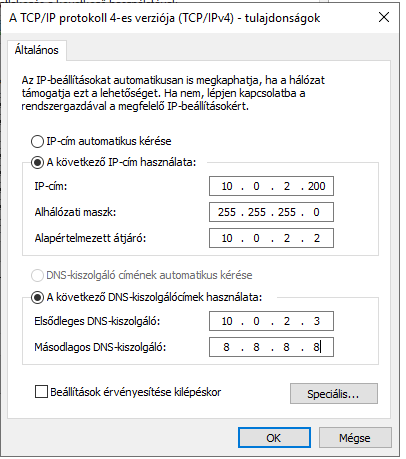 A TCP/IP protokoll 4-es verziója (TCP/IPv4) - tulajdonságok
Általános
Az IP-beállításokat automatikusan is megkaphatja, ha a hálózat
támogatja ezt a lehetőséget. Ha nem, lépjen kapcsolatba a
rendszergazdával a megfelelő IP-beállításokért.
IP-cím automatikus kérése
A következő IP-cím használata:
IP-cím: 10 . 0 . 2 . 200
Alhálózati maszk: 255 . 255 . 255 . 0
Alapértelmezett átjáró: 10 . 0 . 2 . 2
DNS-kiszolgáló címének automatikus kérése
A következő DNS-kiszolgálócímek használata:
Elsődleges DNS-kiszolgáló: 10 . 0 . 2 . 3
Másodlagos DNS-kiszolgáló: 8 . 8 . 8 . 8
Beállítások érvényesítése kilépéskor
Speciális...
OK Mégse